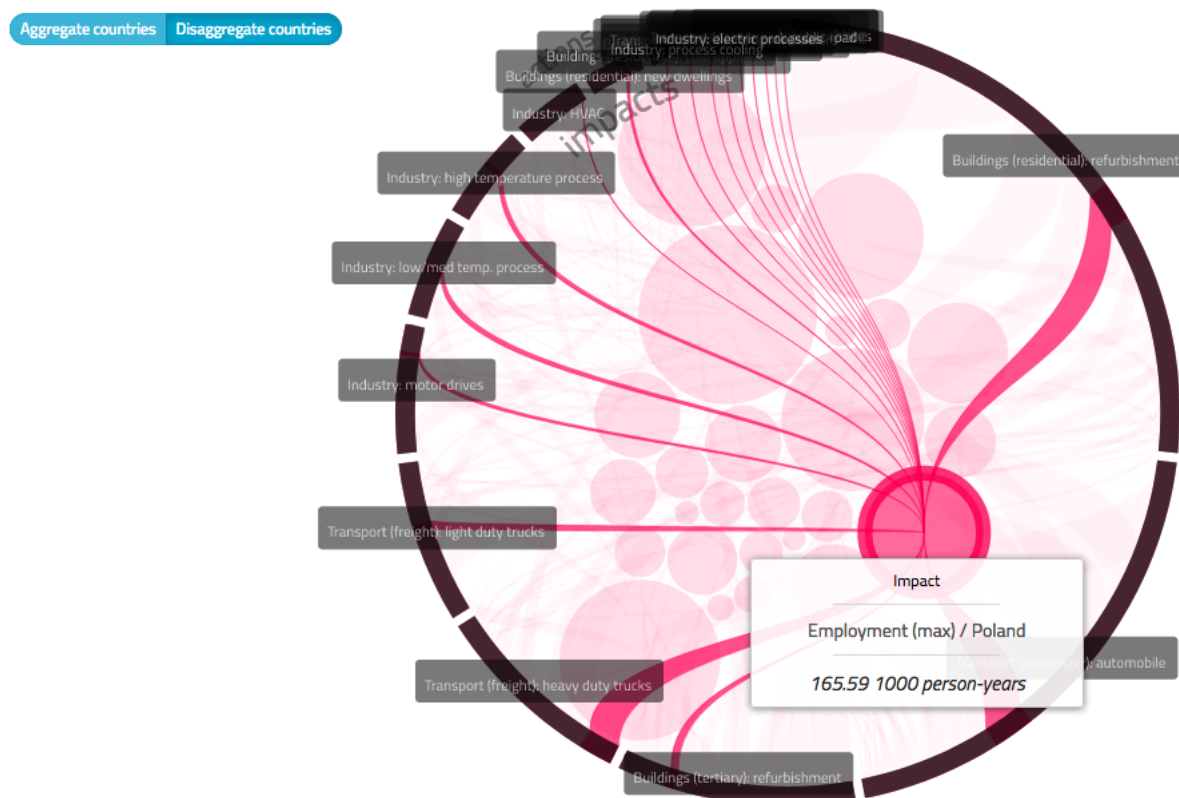 Aggregate countries Disaggregate countries
Industry: electric processes
Industry: process cooling
Buildings (residential): new dwellings
impacts
Industry: HVAC
Buildings (residential): refurbishment
Industry: high temperature process
Industry: low/med temp. process
Industry: motor drives
Transport (freight): light duty trucks
Impact
Employment (max) / Poland
Transport (passenger): automobile
165.59 1000 person-years
Transport (freight): heavy duty trucks
Buildings (tertiary): refurbishment